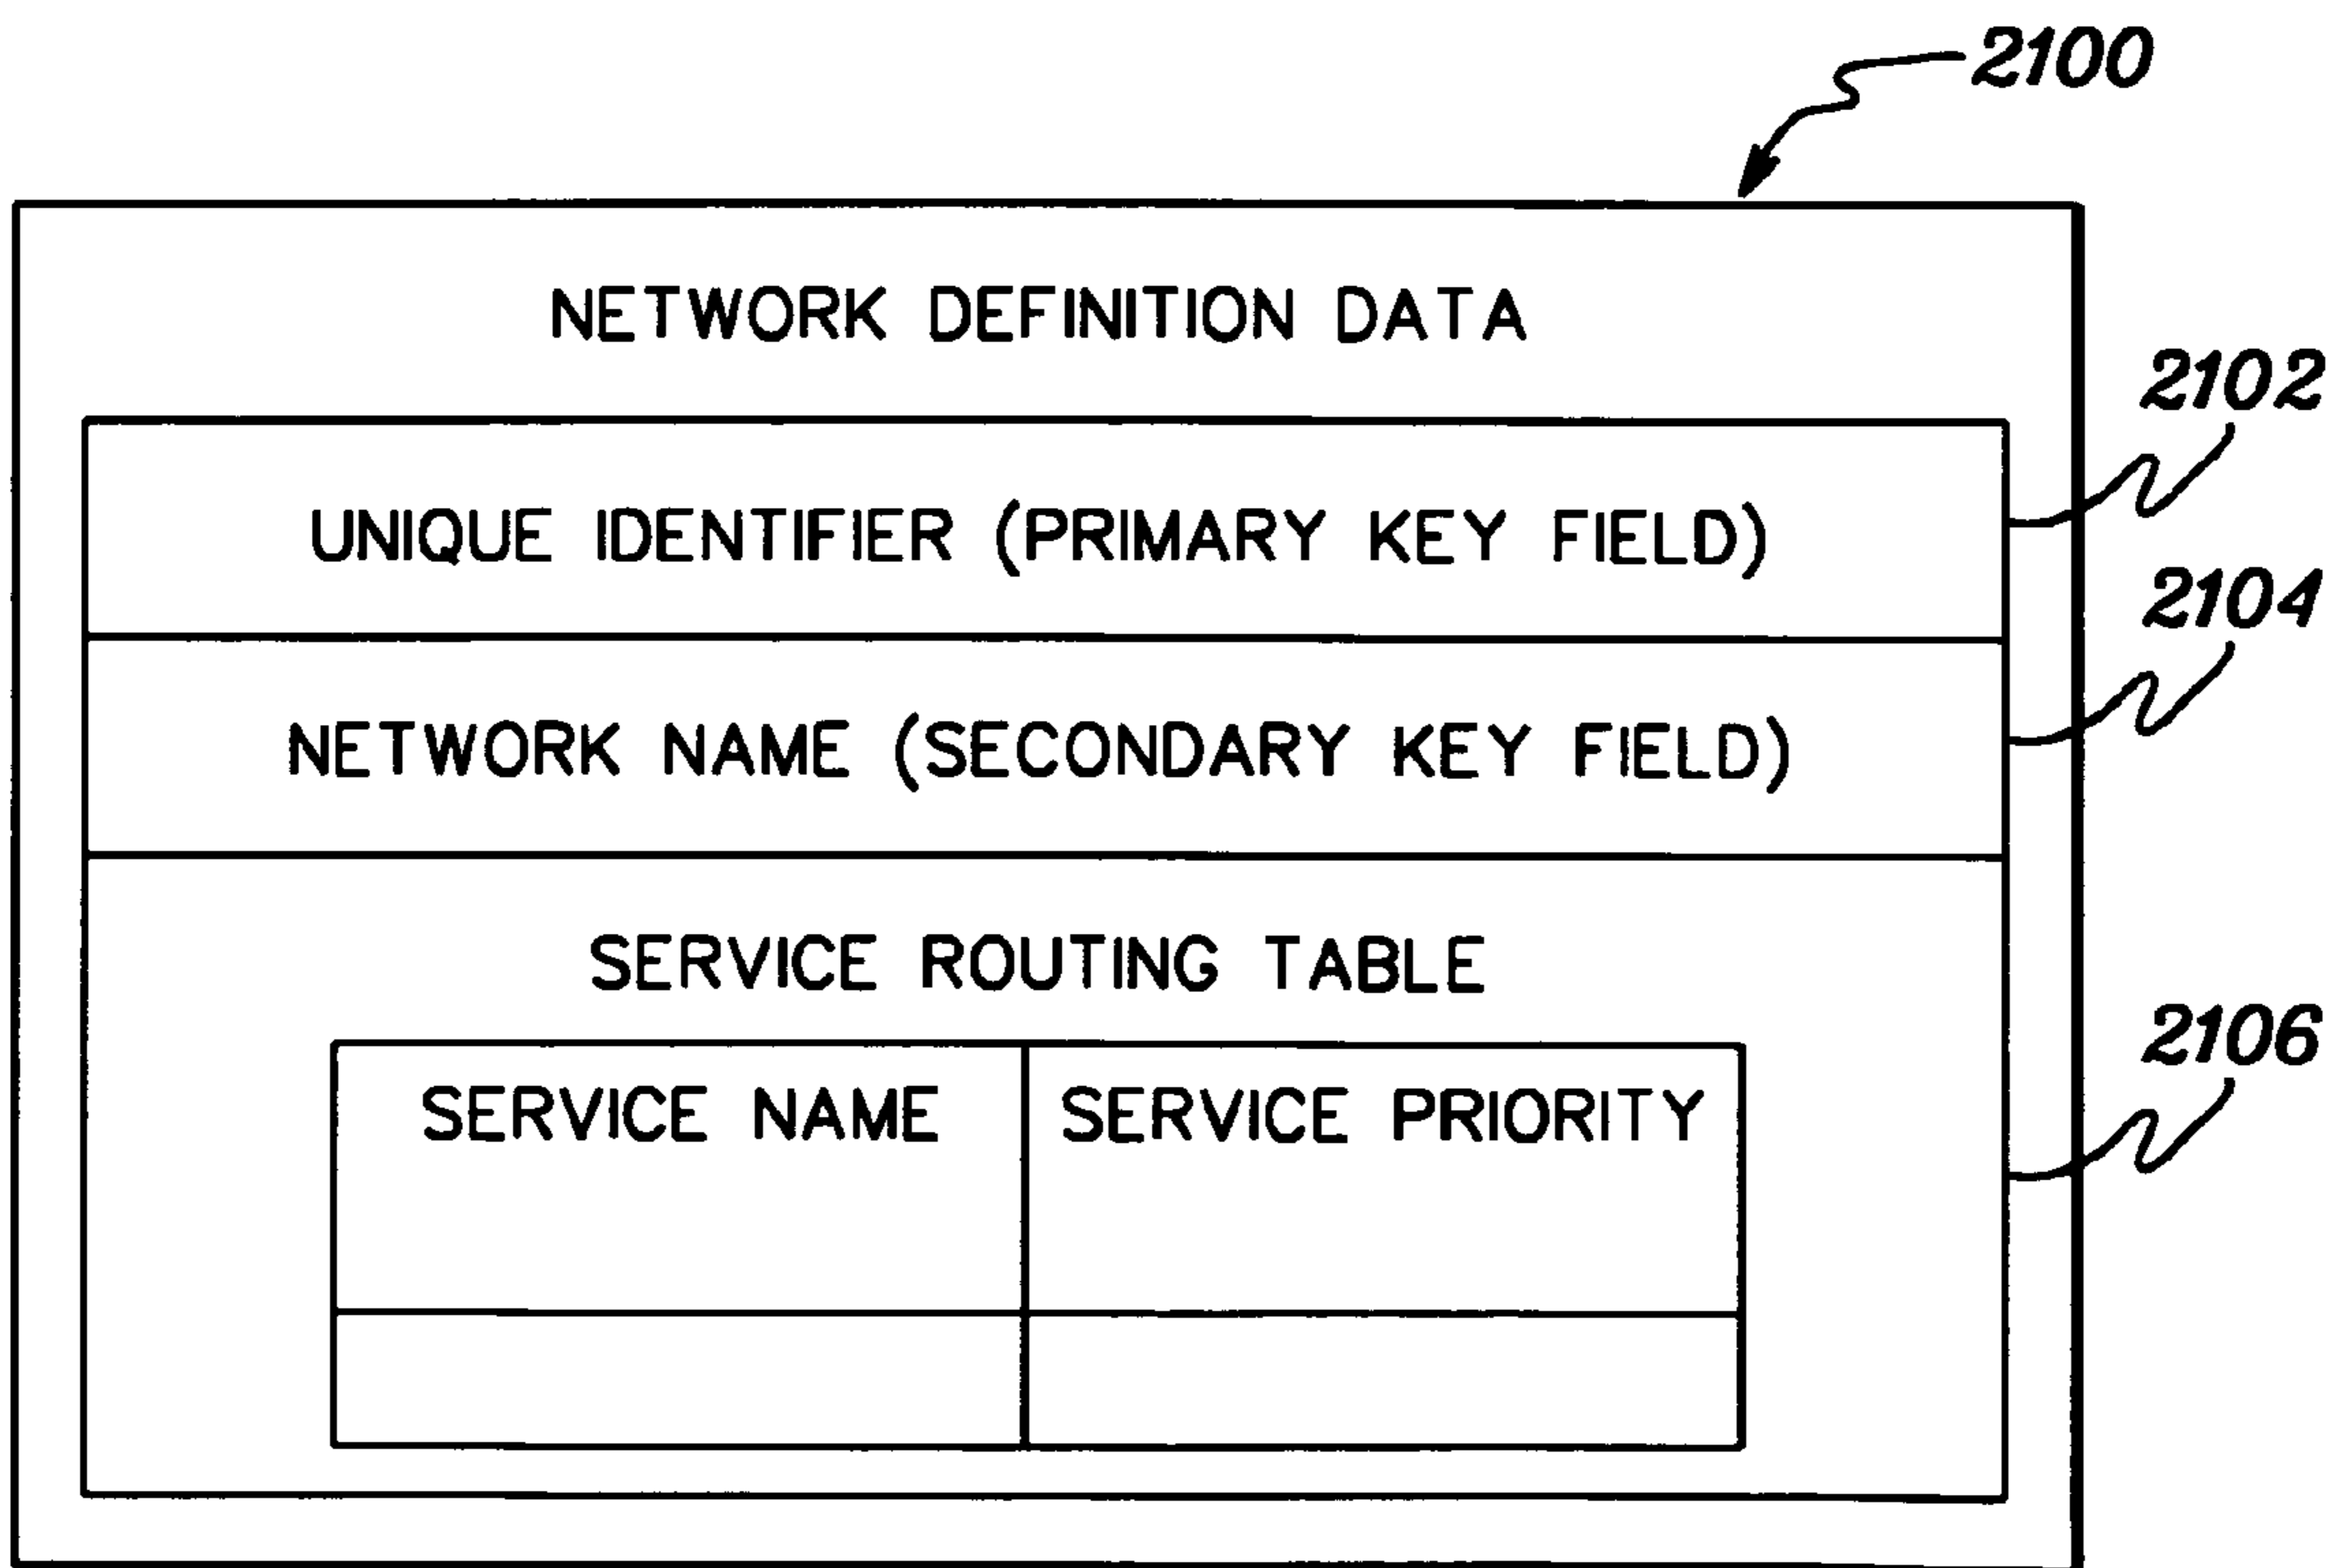 2100
NETWORK DEFINITION DATA
2102
UNIQUE IDENTIFIER (PRIMARY KEY FIELD)
2104
NETWORK NAME (SECONDARY KEY FIELD)
SERVICE ROUTING TABLE
2106
SERVICE NAME
SERVICE PRIORITY